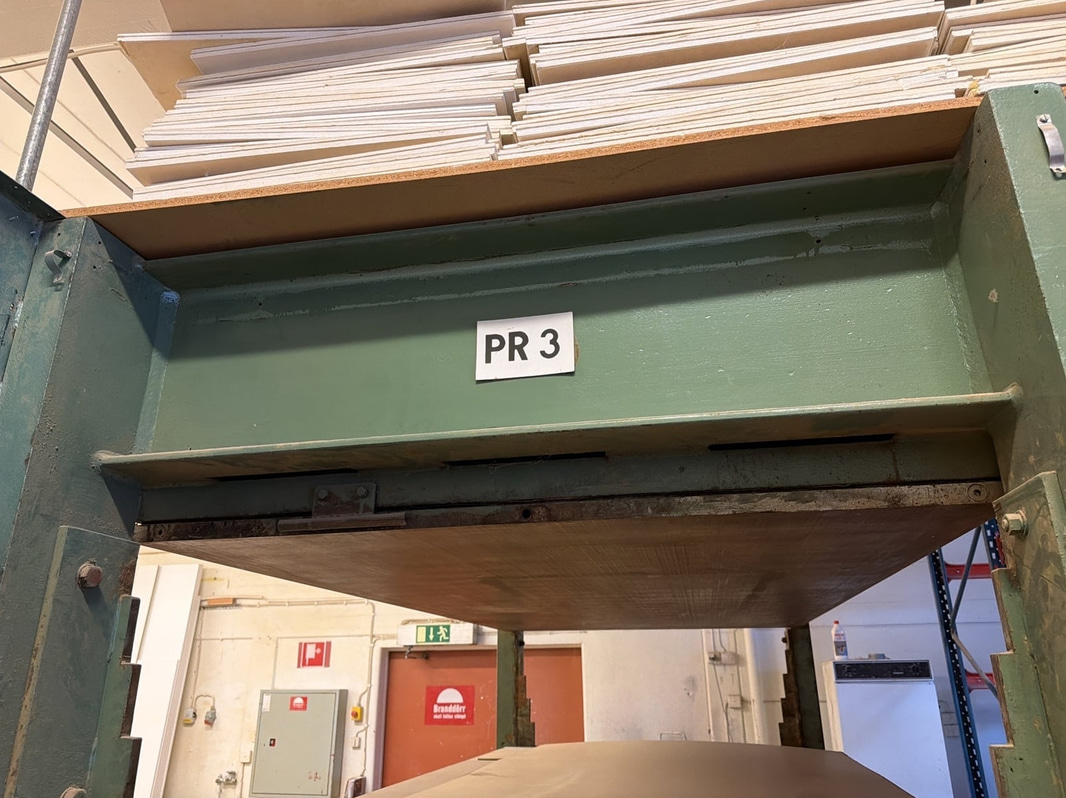 PR 3
Branddörr
skall hållas stängd